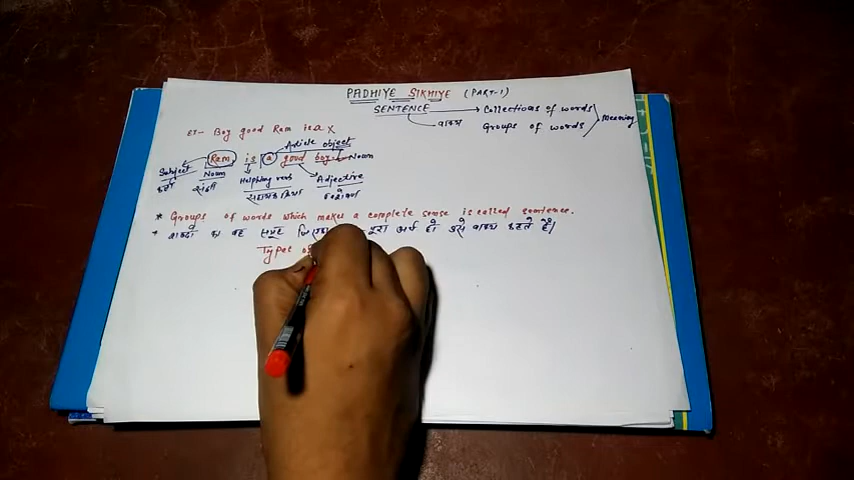 PADHIYE SIKHIYE (PART-1)
SENTENCE
Collections of words
वाक्य
Groups of words
Meaning
EX- Boy good Ram is a X
Article object
Ram is a good boy
Noun
Subject
कर्ता
Noun
संज्ञा
Helphing verb
सहायक क्रिया
Adjective
विशेषण
* Groups of words which makes a complete sense is called sentence.
* का वह समूह पूरा अर्थ हो उसे वाक्य कहते हैं।
Types of